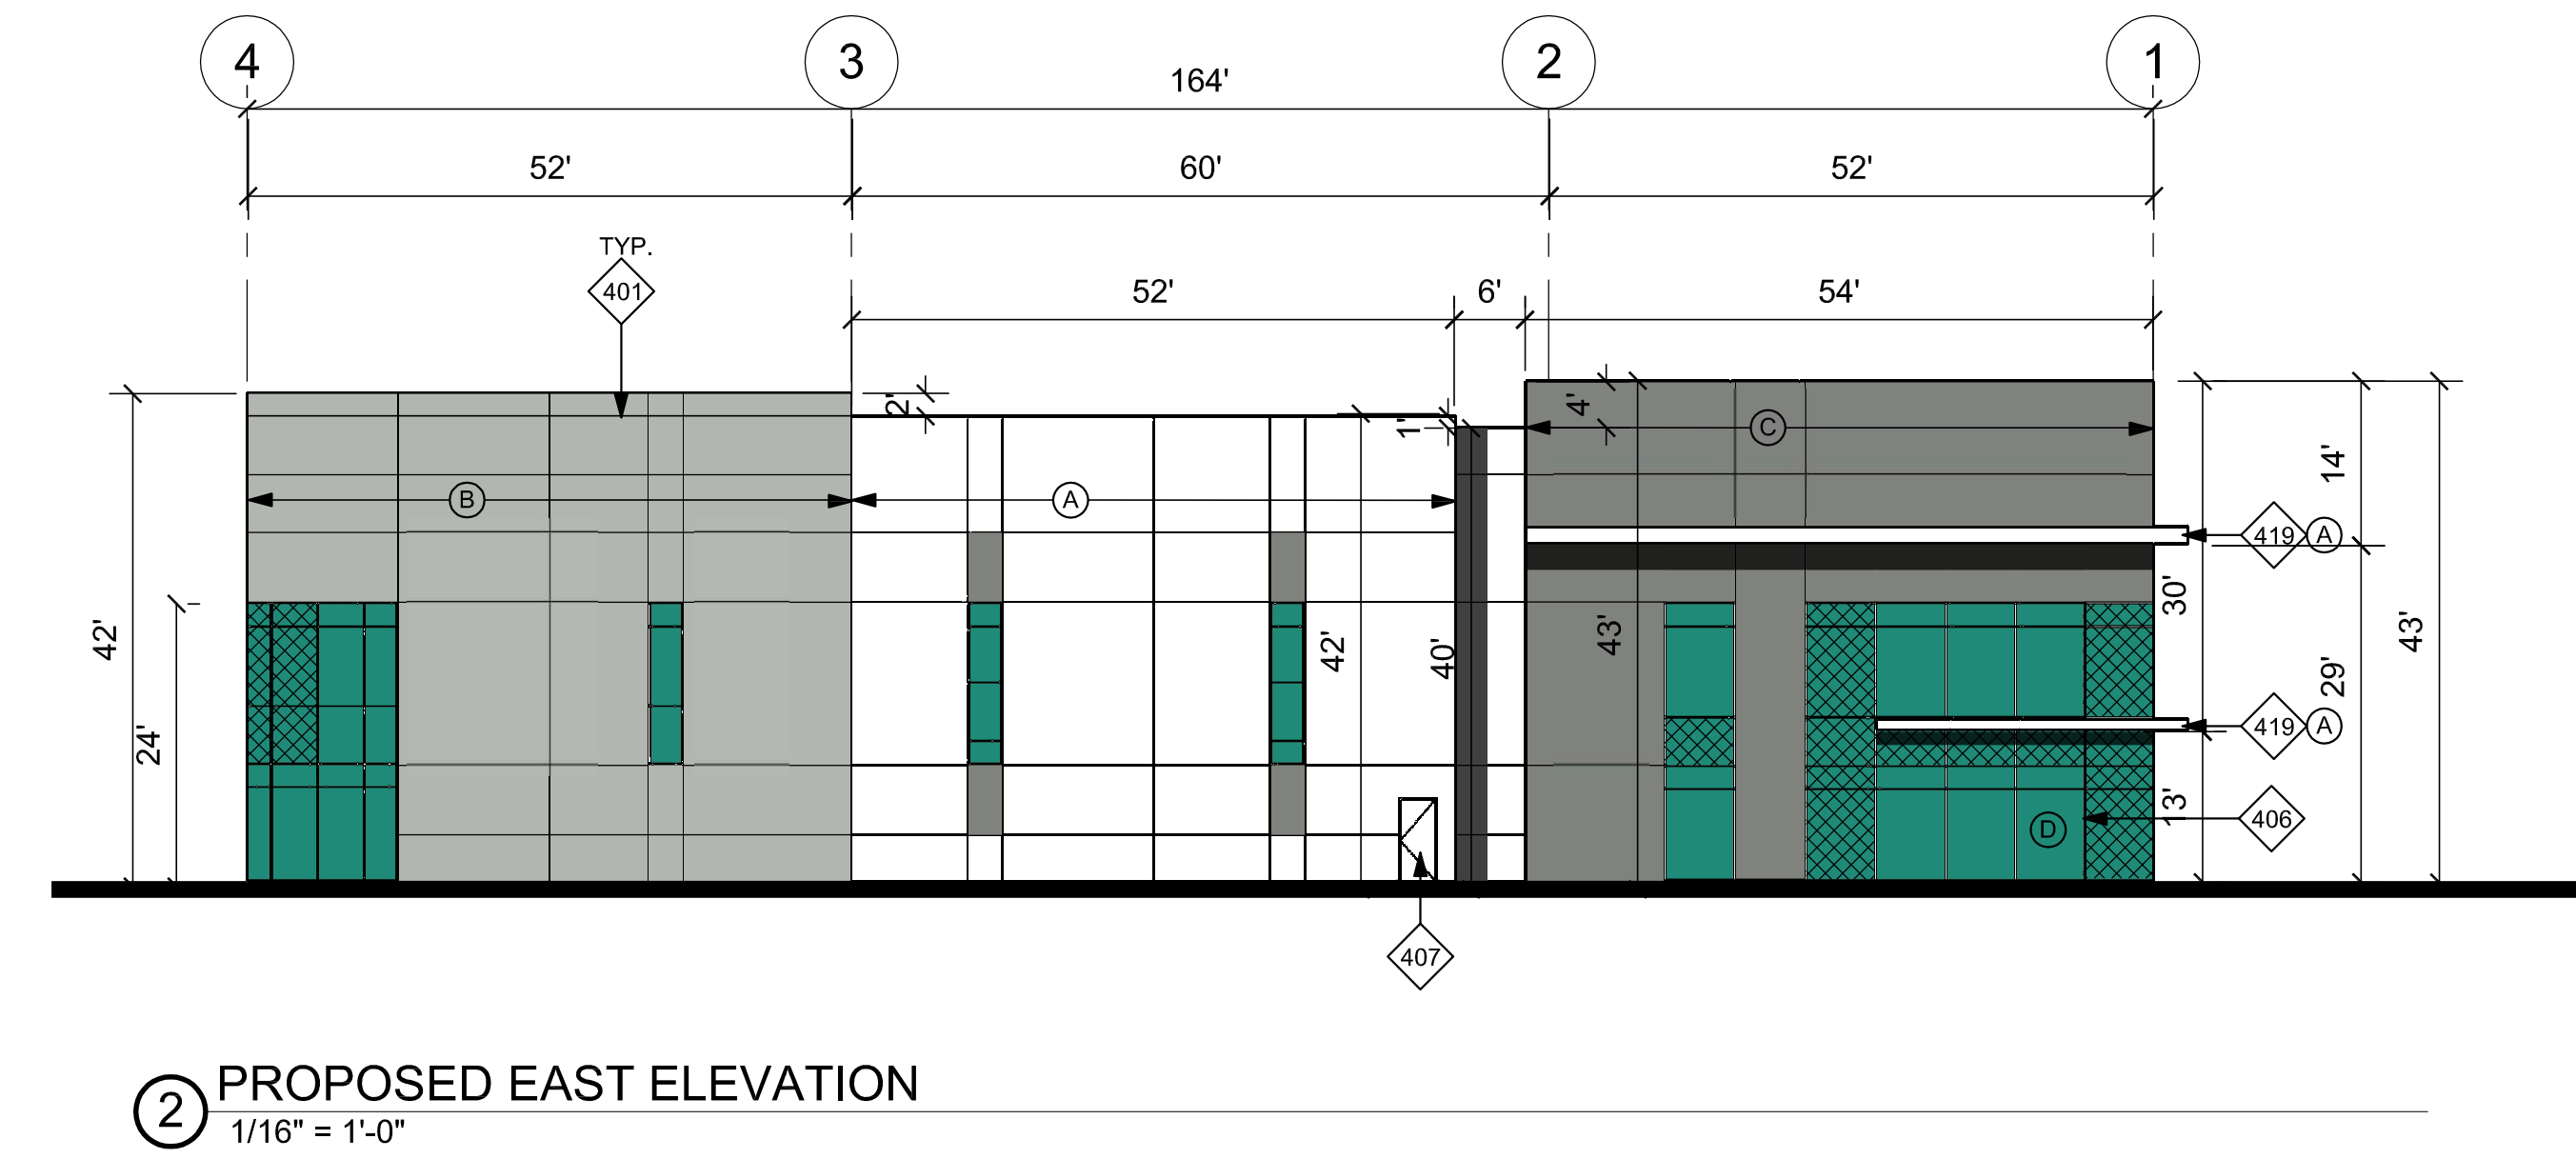 4 3 2 1
164'
52' 60' 52'
TYP.
401
52' 6' 54'
2'
4'
1'
C
14'
B
A
419 A
30'
42'
42'
40'
43'
43'
29'
24'
419 A
13'
406
D
407
2
PROPOSED EAST ELEVATION
1/16" = 1'-0"